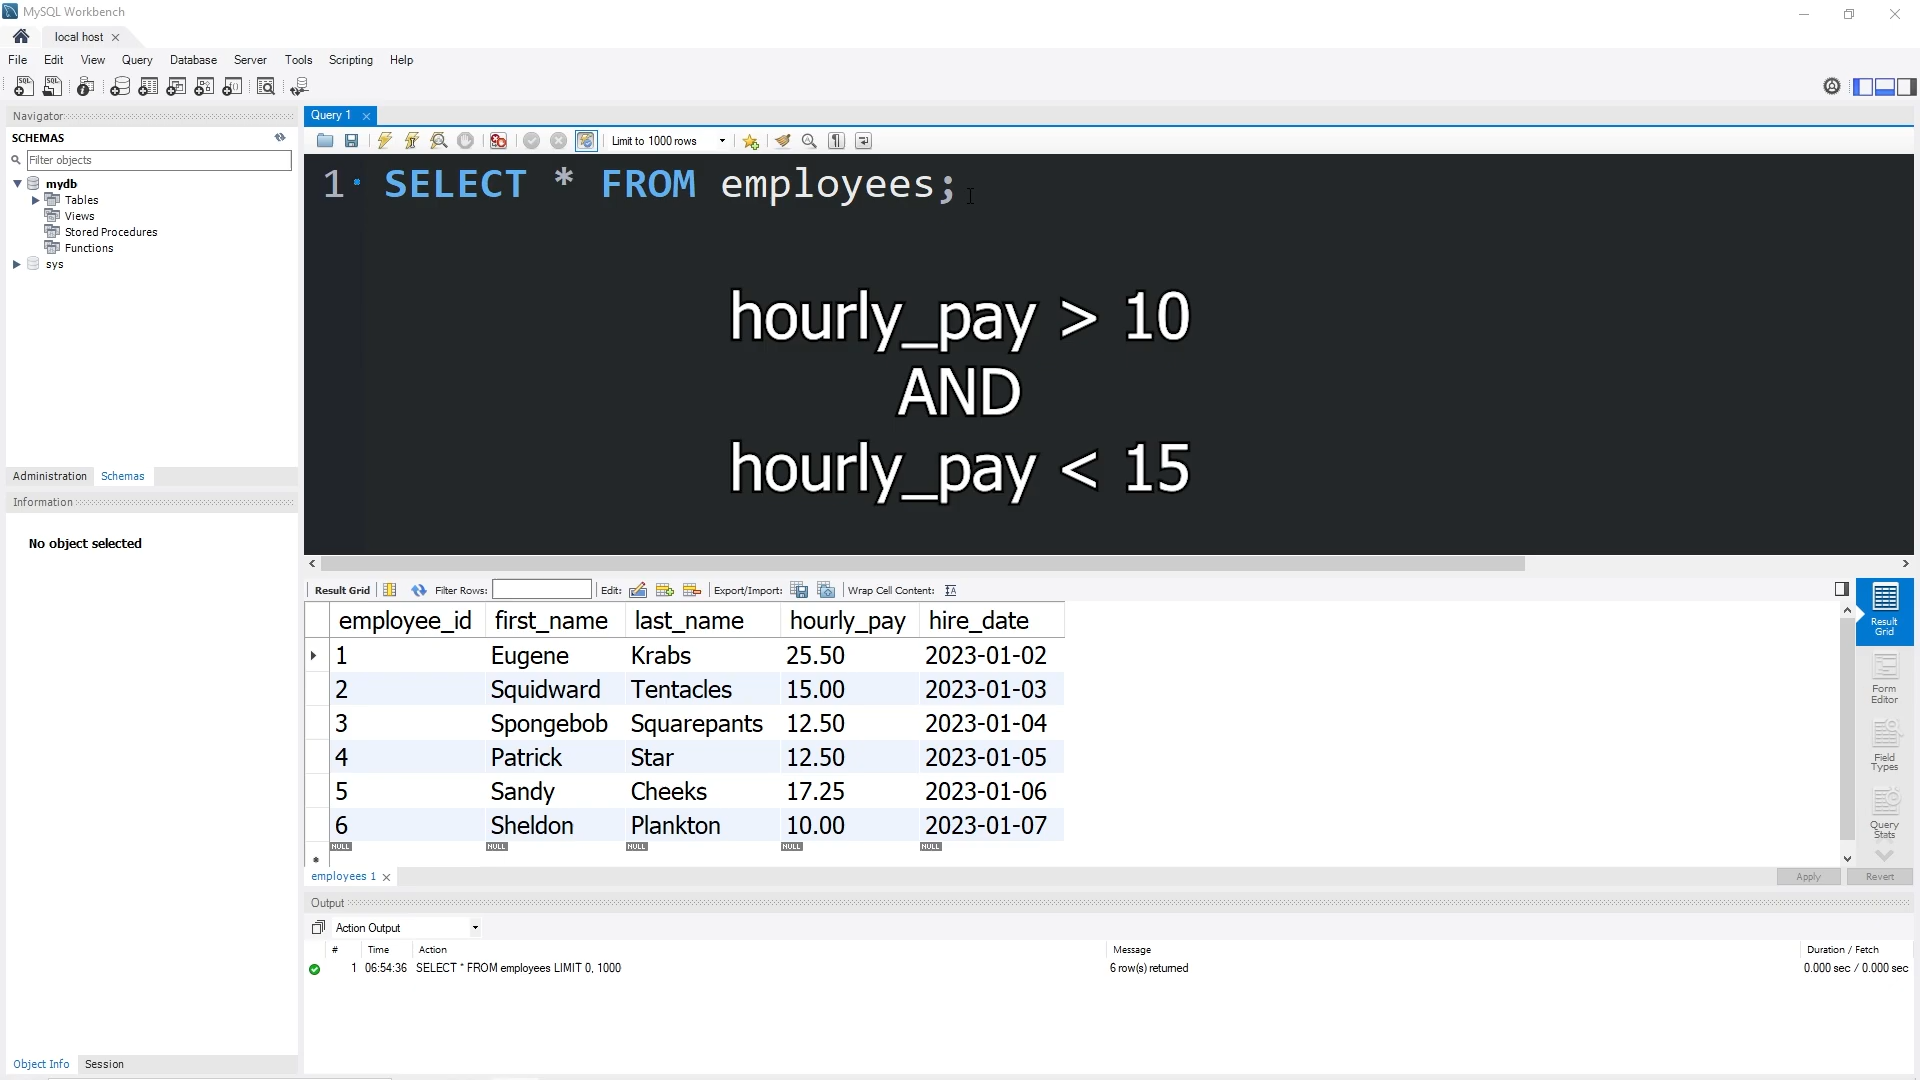 MySQL Workbench
local host
File Edit View Query Database Server Tools Scripting Help
Navigator
SCHEMAS
Filter objects
mydb
Tables
Views
Stored Procedures
Functions
sys
Administration Schemas
Information
No object selected
Object Info Session
Query 1
Limit to 1000 rows
1 SELECT * FROM employees;
hourly_pay > 10
AND
hourly_pay < 15
Result Grid Filter Rows: Edit: Export/Import: Wrap Cell Content:
employee_id first_name last_name hourly_pay hire_date
1 Eugene Krabs 25.50 2023-01-02
2 Squidward Tentacles 15.00 2023-01-03
3 Spongebob Squarepants 12.50 2023-01-04
4 Patrick Star 12.50 2023-01-05
5 Sandy Cheeks 17.25 2023-01-06
6 Sheldon Plankton 10.00 2023-01-07
NULL NULL NULL NULL NULL
Result
Grid
Form
Editor
Field
Types
Query
Stats
employees 1
Apply Revert
Output
Action Output
# Time Action Message Duration / Fetch
1 06:54:36 SELECT * FROM employees LIMIT 0, 1000 6 row(s) returned 0.000 sec / 0.000 sec